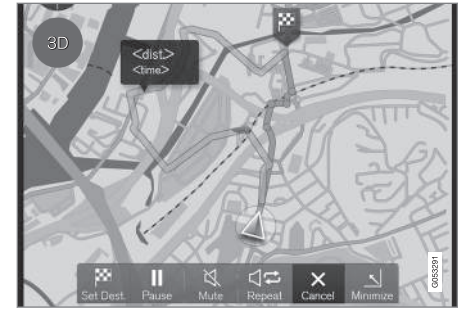 3D
<dist.>
<time>
Set Dest. Pause Mute Repeat Cancel Minimize
G053291